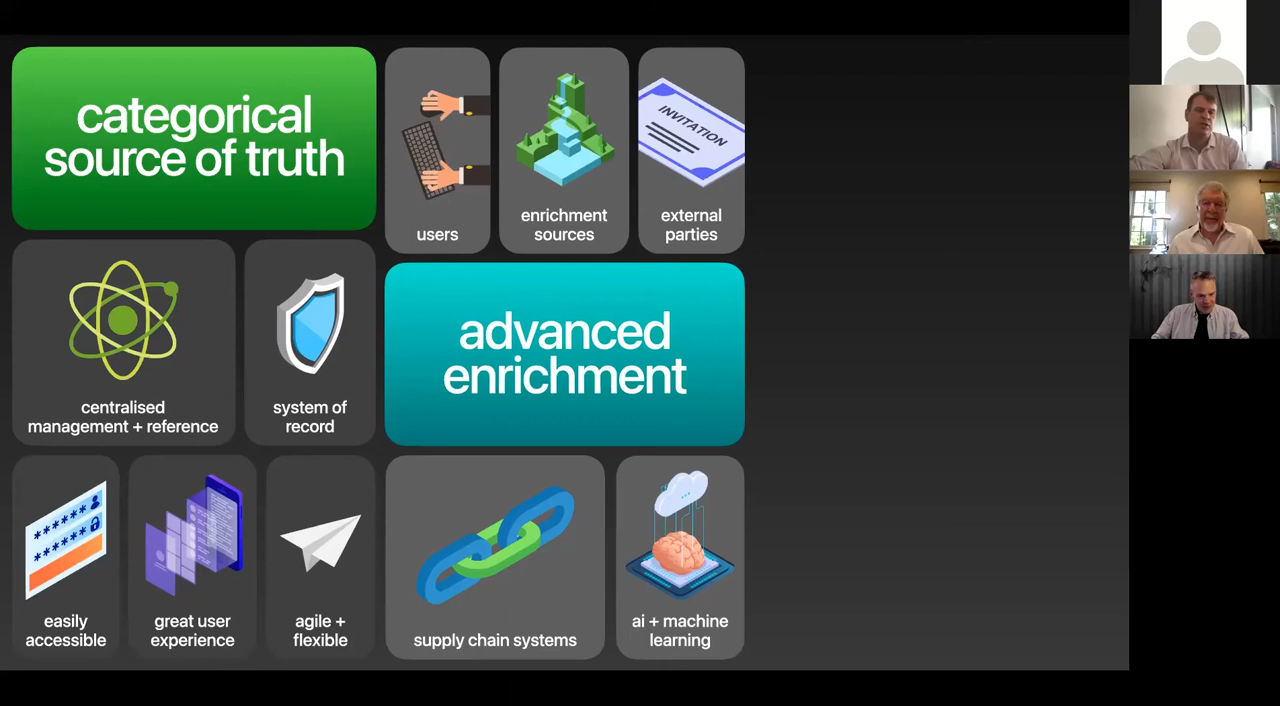 categorical
source of truth
centralised
management + reference
system of
record
easily
accessible
great user
experience
agile +
flexible
users
enrichment
sources
INVITATION
external
parties
advanced
enrichment
supply chain systems
ai + machine
learning